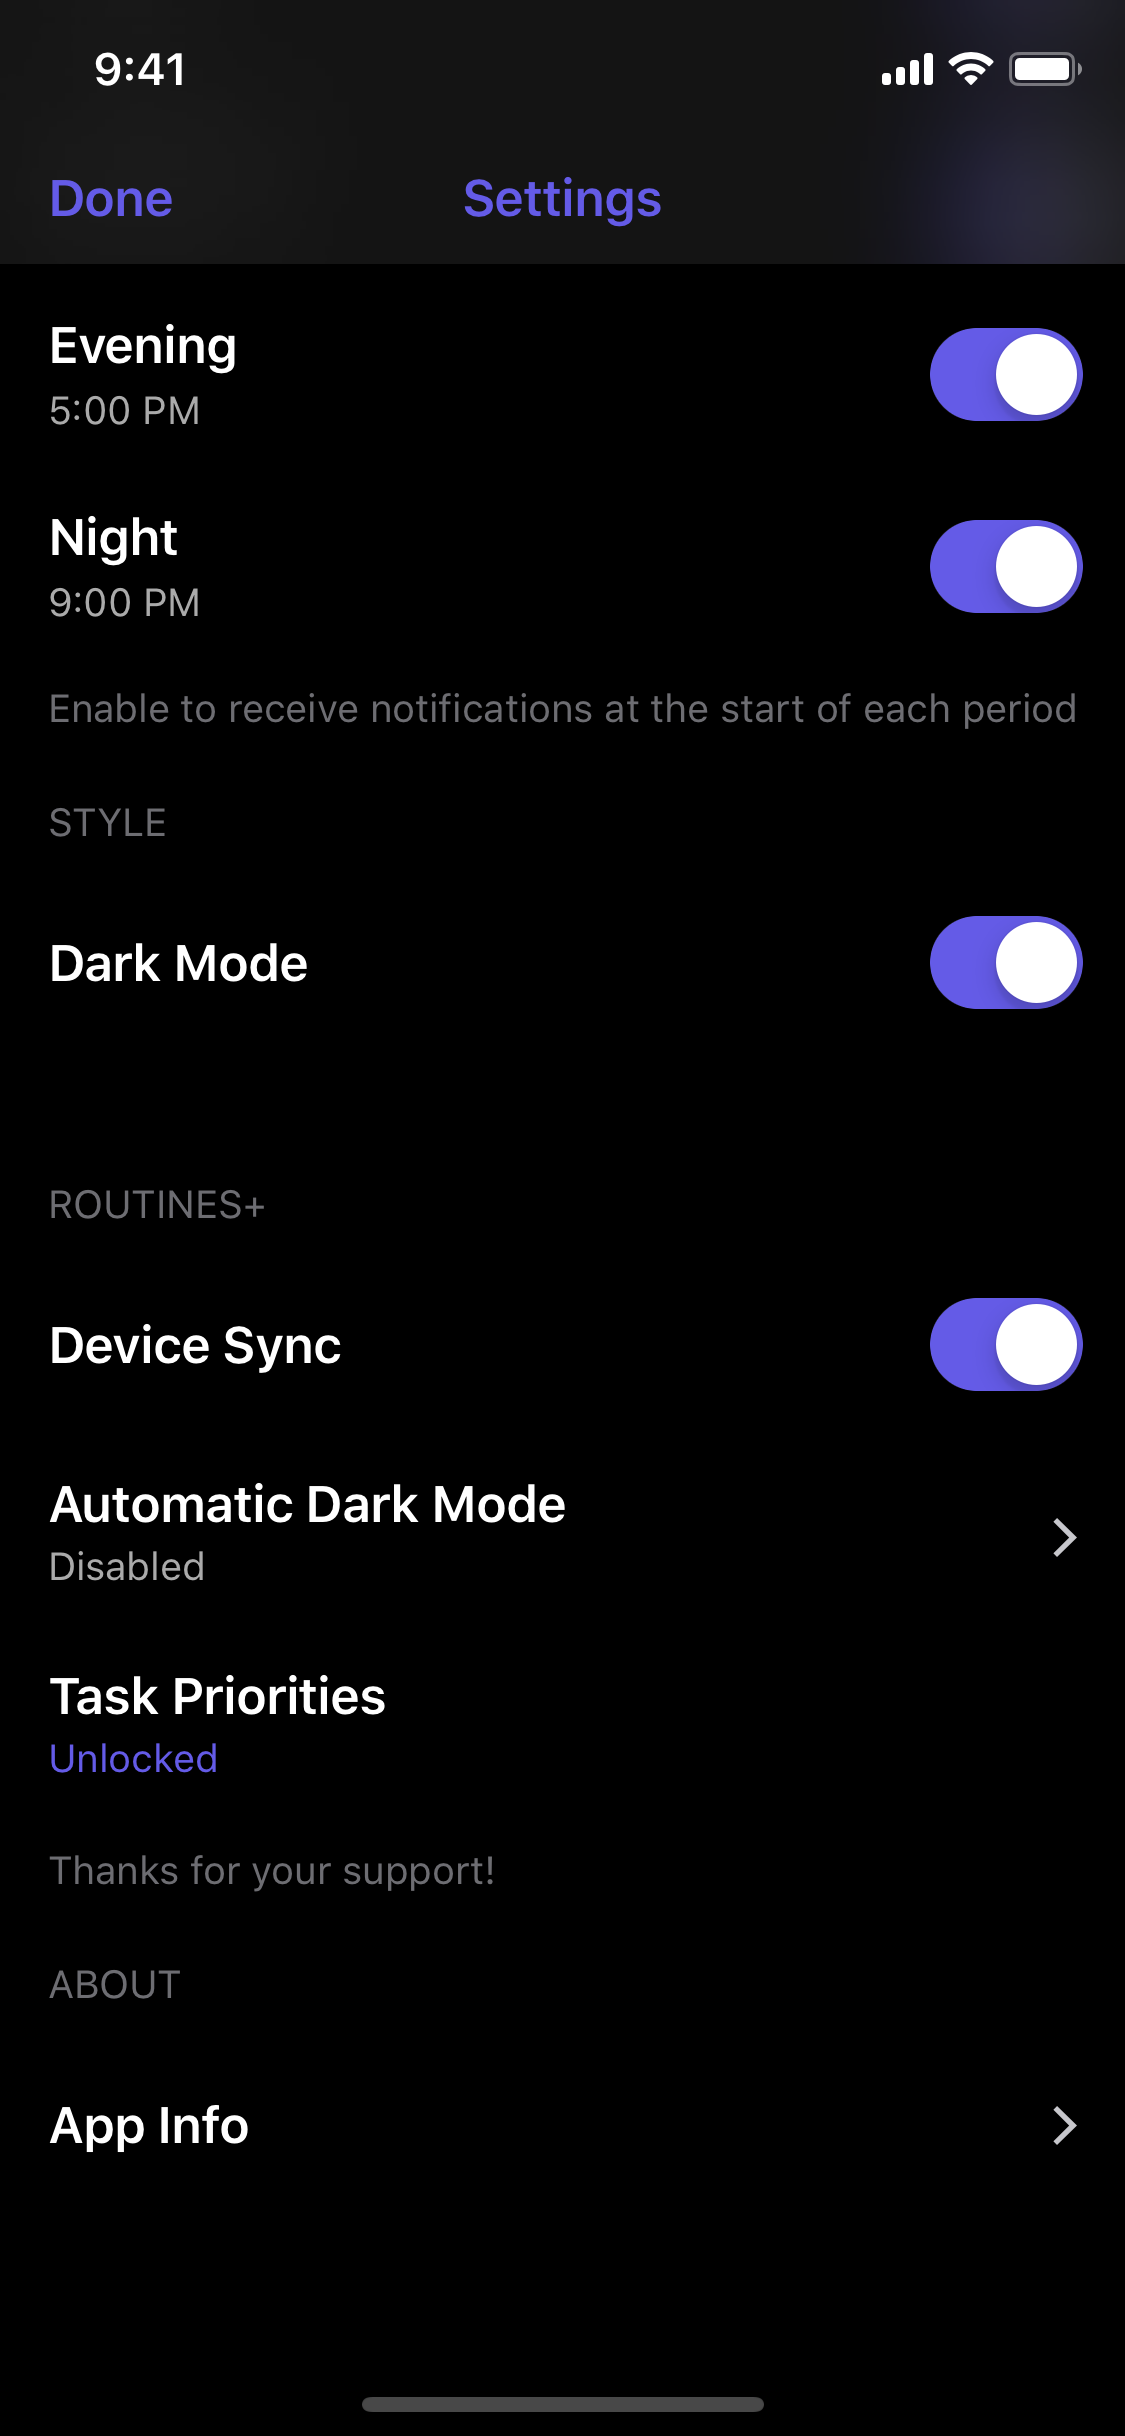 9:41
Done
Settings
Evening
5:00 PM
Night
9:00 PM
Enable to receive notifications at the start of each period
STYLE
Dark Mode
ROUTINES+
Device Sync
Automatic Dark Mode
Disabled
Task Priorities
Unlocked
Thanks for your support!
ABOUT
App Info